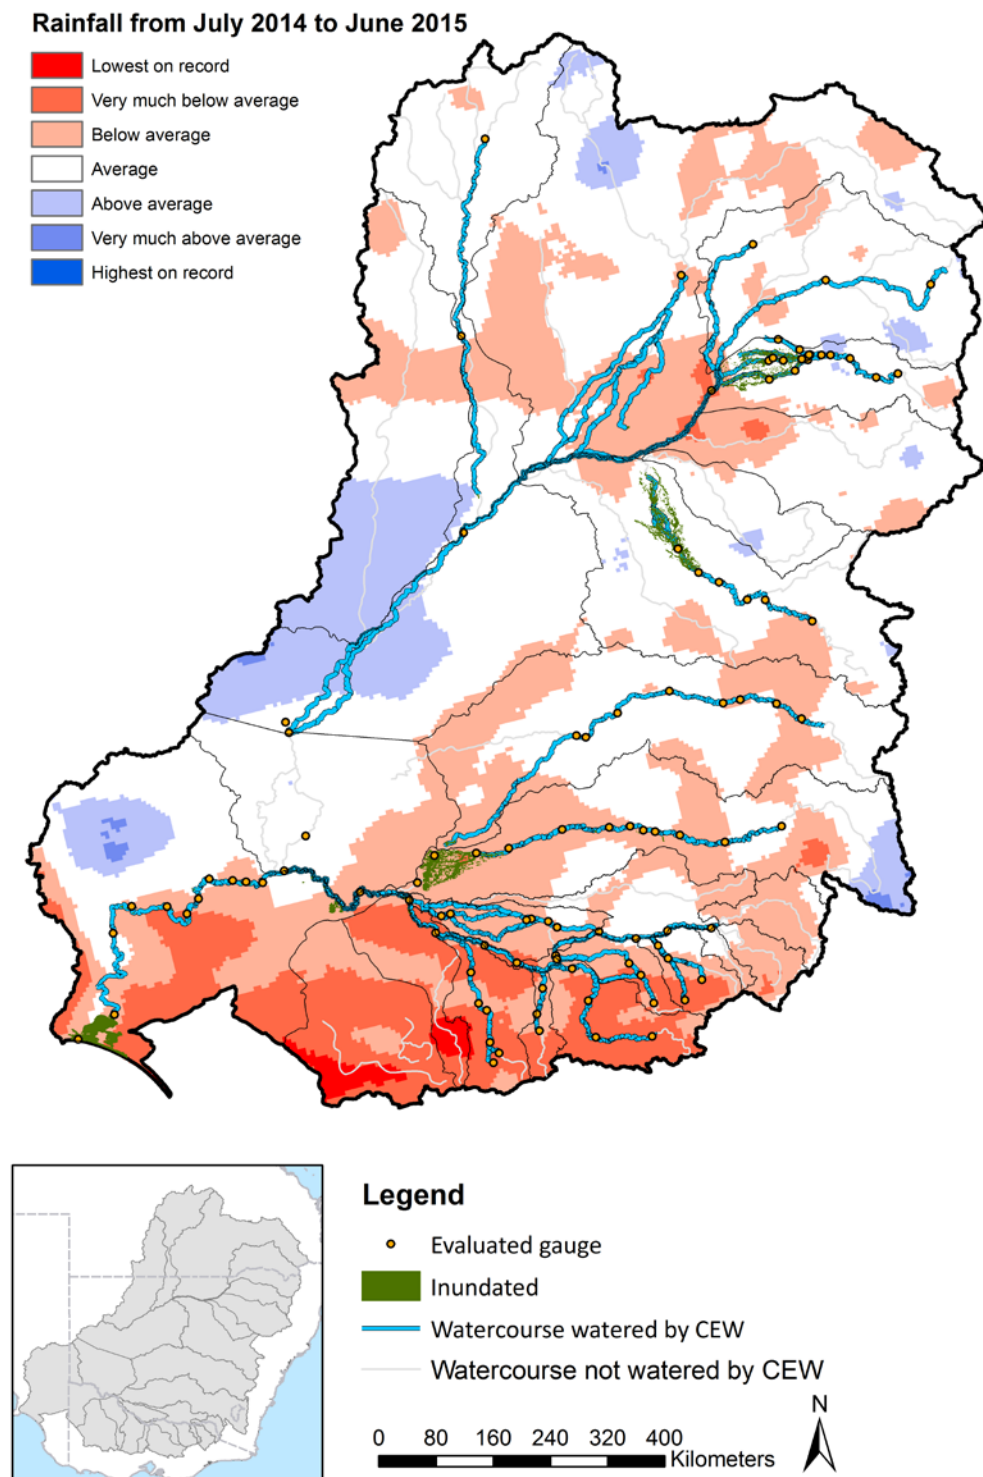 Rainfall from July 2014 to June 2015
Lowest on record
Very much below average
Below average
Average
Above average
Very much above average
Highest on record
Legend
Evaluated gauge
Inundated
Watercourse watered by CEW
Watercourse not watered by CEW
N
0 80 160 240 320 400
Kilometers